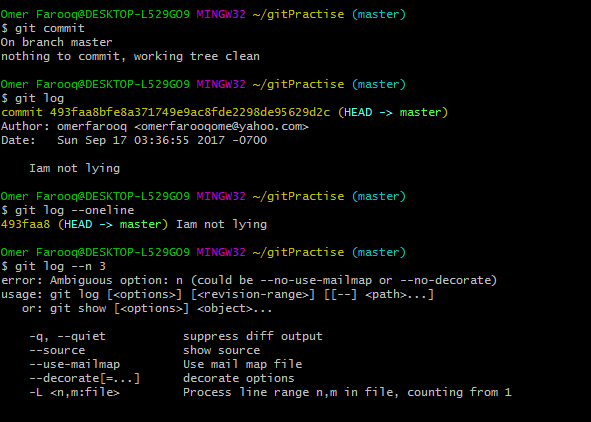 Omer Farooq@DESKTOP-L529GO9 MINGW32 ~/gitPractise (master)
$ git commit
On branch master
nothing to commit, working tree clean
Omer Farooq@DESKTOP-L529GO9 MINGW32 ~/gitPractise (master)
$ git log
commit 493faa8bfe8a371749e9ac8fde2298de95629d2c (HEAD -> master)
Author: omerfarooq <omerfarooqome@yahoo.com>
Date:   Sun Sep 17 03:36:55 2017 -0700
    Iam not lying
Omer Farooq@DESKTOP-L529GO9 MINGW32 ~/gitPractise (master)
$ git log --oneline
493faa8 (HEAD -> master) Iam not lying
Omer Farooq@DESKTOP-L529GO9 MINGW32 ~/gitPractise (master)
$ git log --n 3
error: Ambiguous option: n (could be --no-use-mailmap or --no-decorate)
usage: git log [<options>] [<revision-range>] [[--] <path>...]
   or: git show [<options>] <object>...
    -q, --quiet           suppress diff output
    --source              show source
    --use-mailmap         Use mail map file
    --decorate[=...]      decorate options
    -L <n,m:file>         Process line range n,m in file, counting from 1